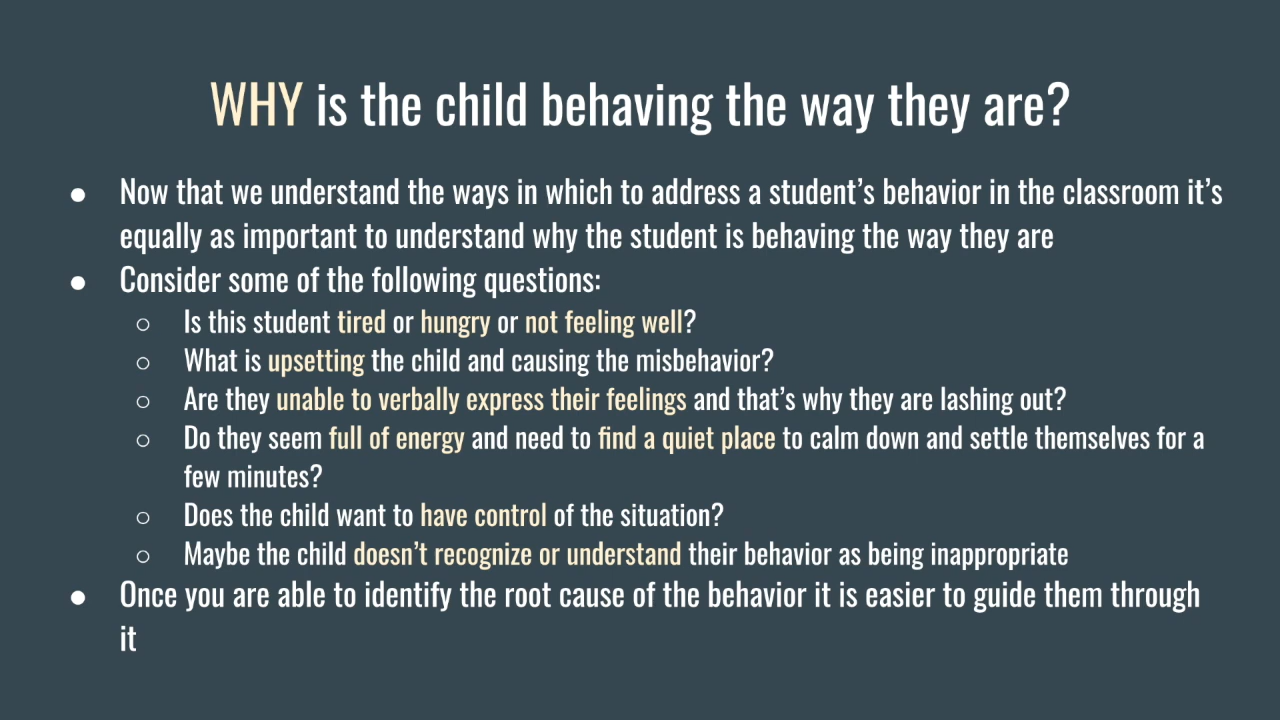 WHY is the child behaving the way they are?
● Now that we understand the ways in which to address a student’s behavior in the classroom it’s
equally as important to understand why the student is behaving the way they are
● Consider some of the following questions:
○ Is this student tired or hungry or not feeling well?
○ What is upsetting the child and causing the misbehavior?
○ Are they unable to verbally express their feelings and that’s why they are lashing out?
○ Do they seem full of energy and need to find a quiet place to calm down and settle themselves for a
few minutes?
○ Does the child want to have control of the situation?
○ Maybe the child doesn’t recognize or understand their behavior as being inappropriate
● Once you are able to identify the root cause of the behavior it is easier to guide them through
it